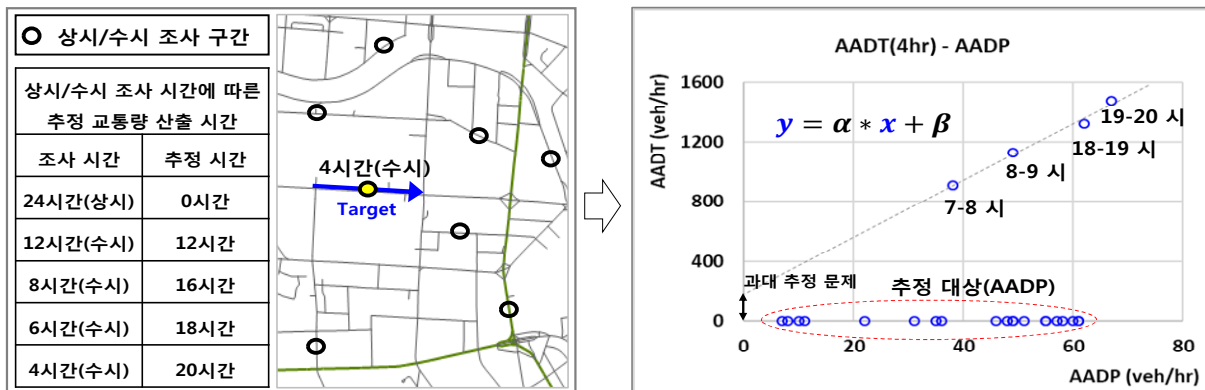 상시/수시 조사 구간
상시/수시 조사 시간에 따른
추정 교통량 산출 시간
조사 시간 추정 시간
24시간(상시) 0시간
12시간(수시) 12시간
8시간(수시) 16시간
6시간(수시) 18시간
4시간(수시) 20시간
4시간(수시)
Target
AADT(4hr) - AADP
AADT (veh/hr)
1600
1200
800
400
0
y = α * x + β
19-20 시
18-19 시
8-9 시
7-8 시
과대 추정 문제
추정 대상(AADP)
0 20 40 60 80
AADP (veh/hr)